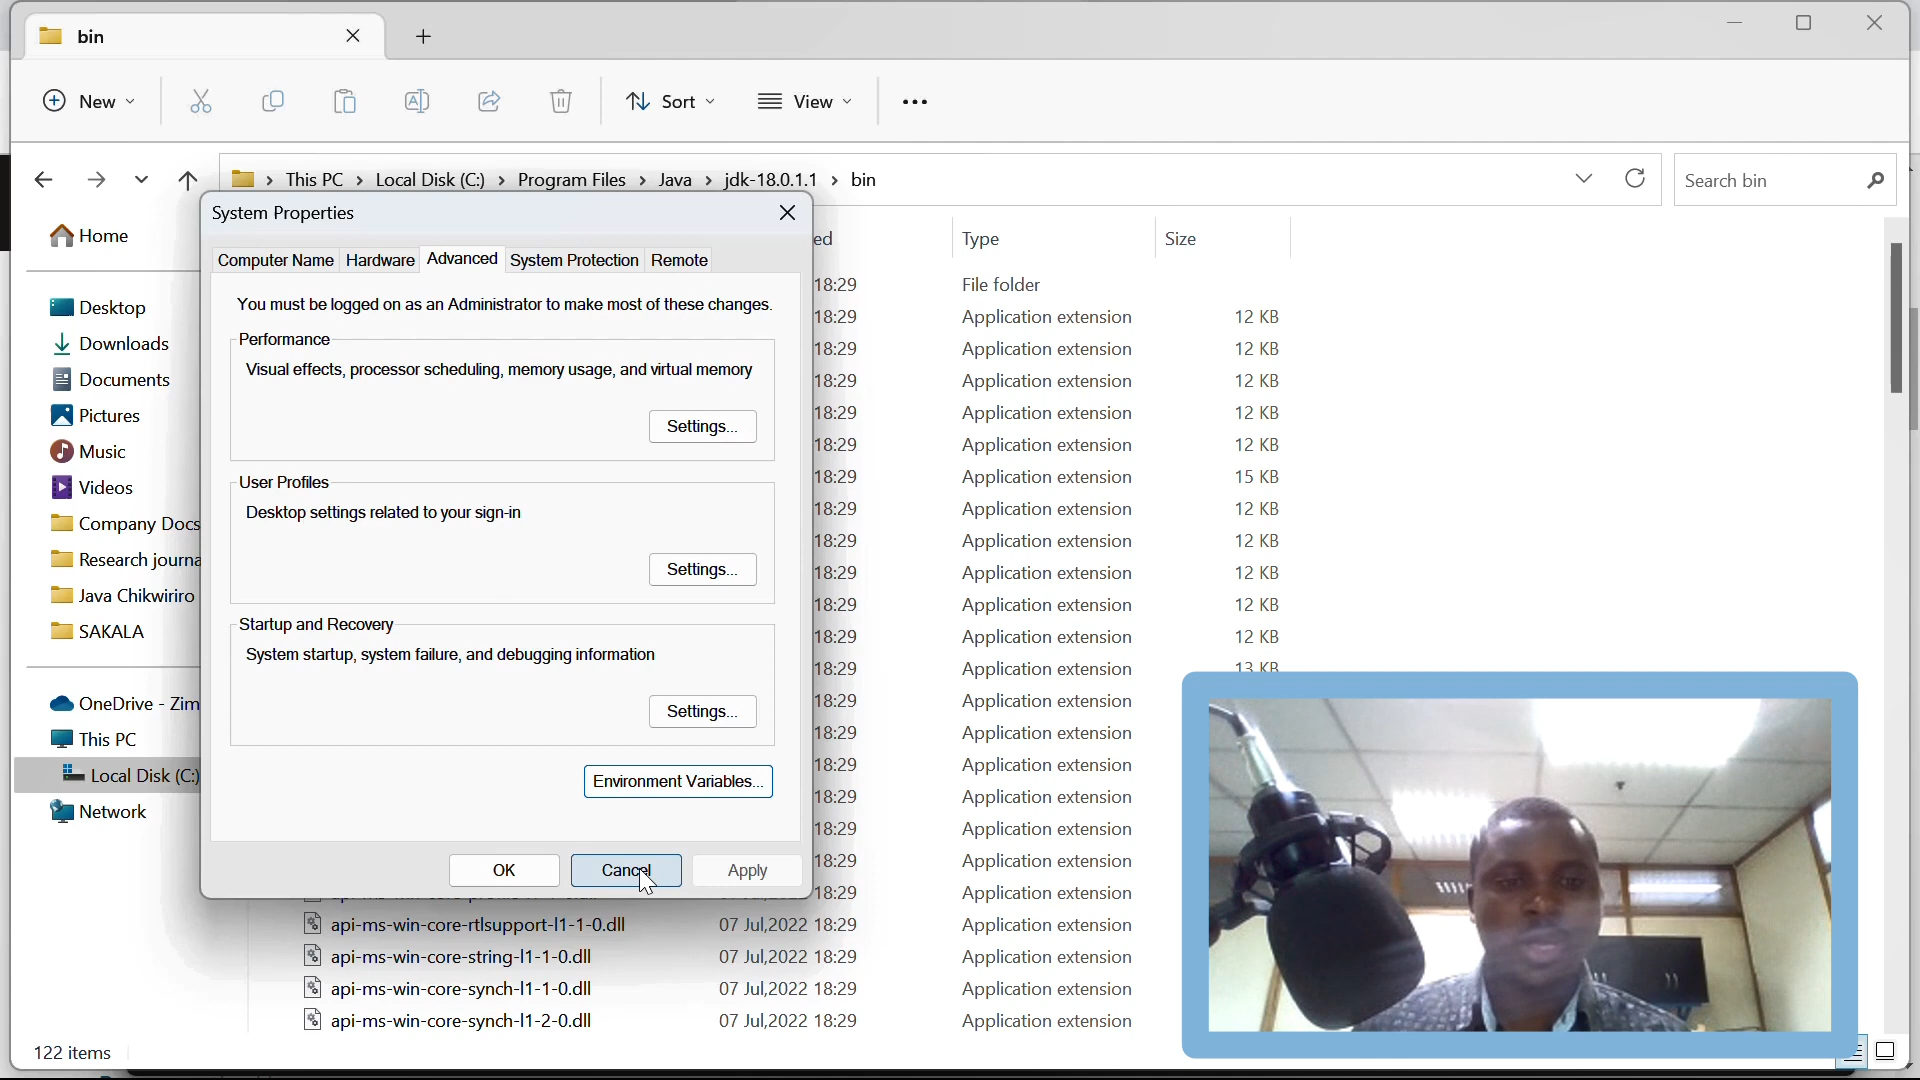 bin
New
Sort
View
This PC > Local Disk (C:) > Program Files > Java > jdk-18.0.1.1 > bin
Search bin
System Properties
Home
Desktop
Downloads
Documents
Pictures
Music
Videos
Company Docs
Research journa
Java Chikwiriro
SAKALA
OneDrive - Zim
This PC
Local Disk (C:)
Network
Computer Name Hardware Advanced System Protection Remote
You must be logged on as an Administrator to make most of these changes.
Performance
Visual effects, processor scheduling, memory usage, and virtual memory
Settings...
User Profiles
Desktop settings related to your sign-in
Settings...
Startup and Recovery
System startup, system failure, and debugging information
Settings...
Environment Variables...
OK Cancel Apply
ed Type Size
18:29 File folder
18:29 Application extension 12 KB
18:29 Application extension 12 KB
18:29 Application extension 12 KB
18:29 Application extension 12 KB
18:29 Application extension 12 KB
18:29 Application extension 15 KB
18:29 Application extension 12 KB
18:29 Application extension 12 KB
18:29 Application extension 12 KB
18:29 Application extension 12 KB
18:29 Application extension 12 KB
18:29 Application extension 13 KB
18:29 Application extension
18:29 Application extension
18:29 Application extension
18:29 Application extension
18:29 Application extension
18:29 Application extension
18:29 Application extension
api-ms-win-core-rtlsupport-l1-1-0.dll 07 Jul,2022 18:29 Application extension
api-ms-win-core-string-l1-1-0.dll 07 Jul,2022 18:29 Application extension
api-ms-win-core-synch-l1-1-0.dll 07 Jul,2022 18:29 Application extension
api-ms-win-core-synch-l1-2-0.dll 07 Jul,2022 18:29 Application extension
122 items